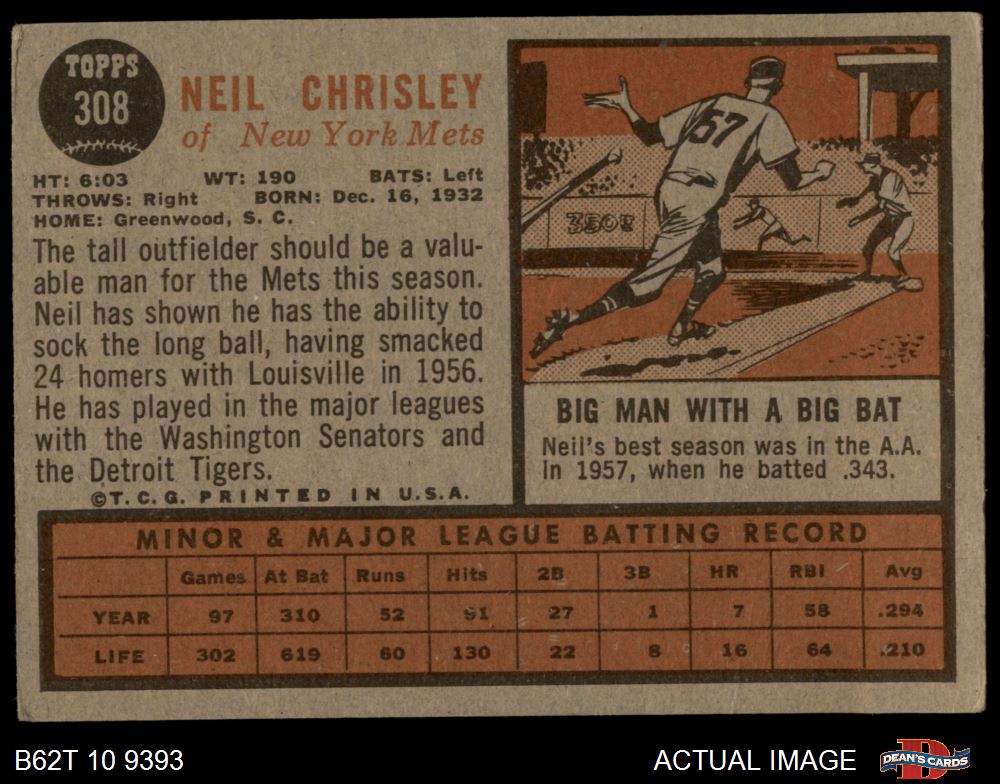 TOPPS
308
NEIL CHRISLEY
of New York Mets
HT: 6:03 WT: 190 BATS: Left
THROWS: Right BORN: Dec. 16, 1932
HOME: Greenwood, S. C.
The tall outfielder should be a valu-
able man for the Mets this season.
Neil has shown he has the ability to
sock the long ball, having smacked
24 homers with Louisville in 1956.
He has played in the major leagues
with the Washington Senators and
the Detroit Tigers.
©T. C. G. PRINTED IN U.S.A.
57
350
BIG MAN WITH A BIG BAT
Neil's best season was in the A.A.
in 1957, when he batted .343.
MINOR & MAJOR LEAGUE BATTING RECORD
Games At Bat Runs Hits 2B 3B HR RBI Avg
YEAR 97 310 52 91 27 1 7 58 .294
LIFE 302 619 60 130 22 8 16 64 .210
B62T 10 9393
ACTUAL IMAGE
D
DEAN'S CARDS